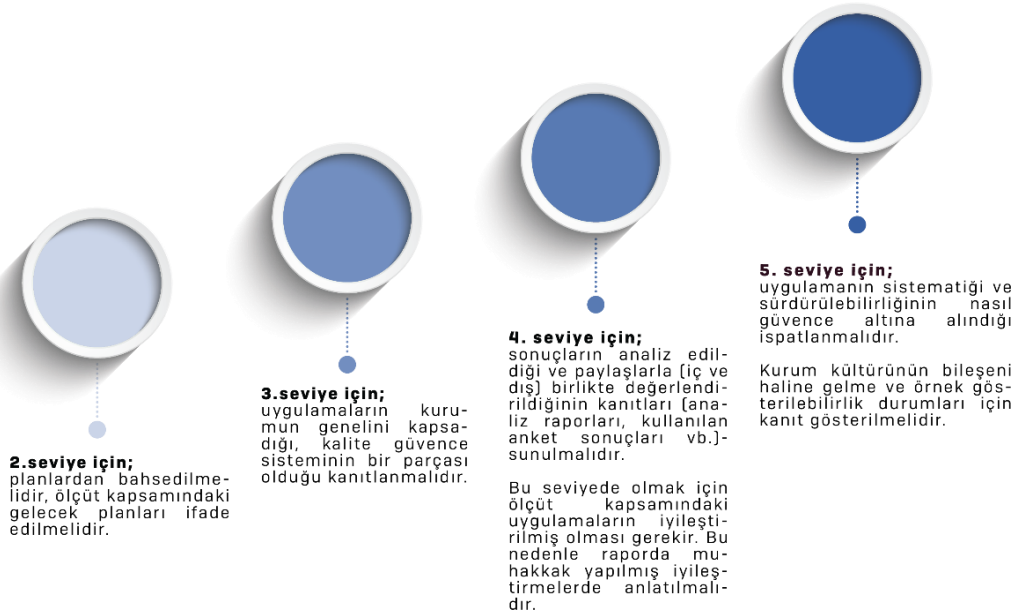 2.seviye için;
planlardan bahsedilme-
lidir, ölçüt kapsamındaki
gelecek planları ifade
edilmelidir.
3.seviye için;
uygulamaların kuru-
mun genelini kapsa-
dığı, kalite güvence
sisteminin bir parçası
olduğu kanıtlanmalıdır.
4. seviye için;
sonuçların analiz edil-
diği ve paylaşlarla (iç ve
dış) birlikte değerlendi-
rildiğinin kanıtları (ana-
liz raporları, kullanılan
anket sonuçları vb.)-
sunulmalıdır.
Bu seviyede olmak için
ölçüt kapsamındaki
uygulamaların iyileşti-
rilmiş olması gerekir. Bu
nedenle raporda mu-
hakkak yapılmış iyileş-
tirmelerde anlatılmalı-
dır.
5. seviye için;
uygulamanın sistematiği ve
sürdürülebilirliğinin nasıl
güvence altına alındığı
ispatlanmalıdır.
Kurum kültürünün bileşeni
haline gelme ve örnek gös-
terilebilirlik durumları için
kanıt gösterilmelidir.